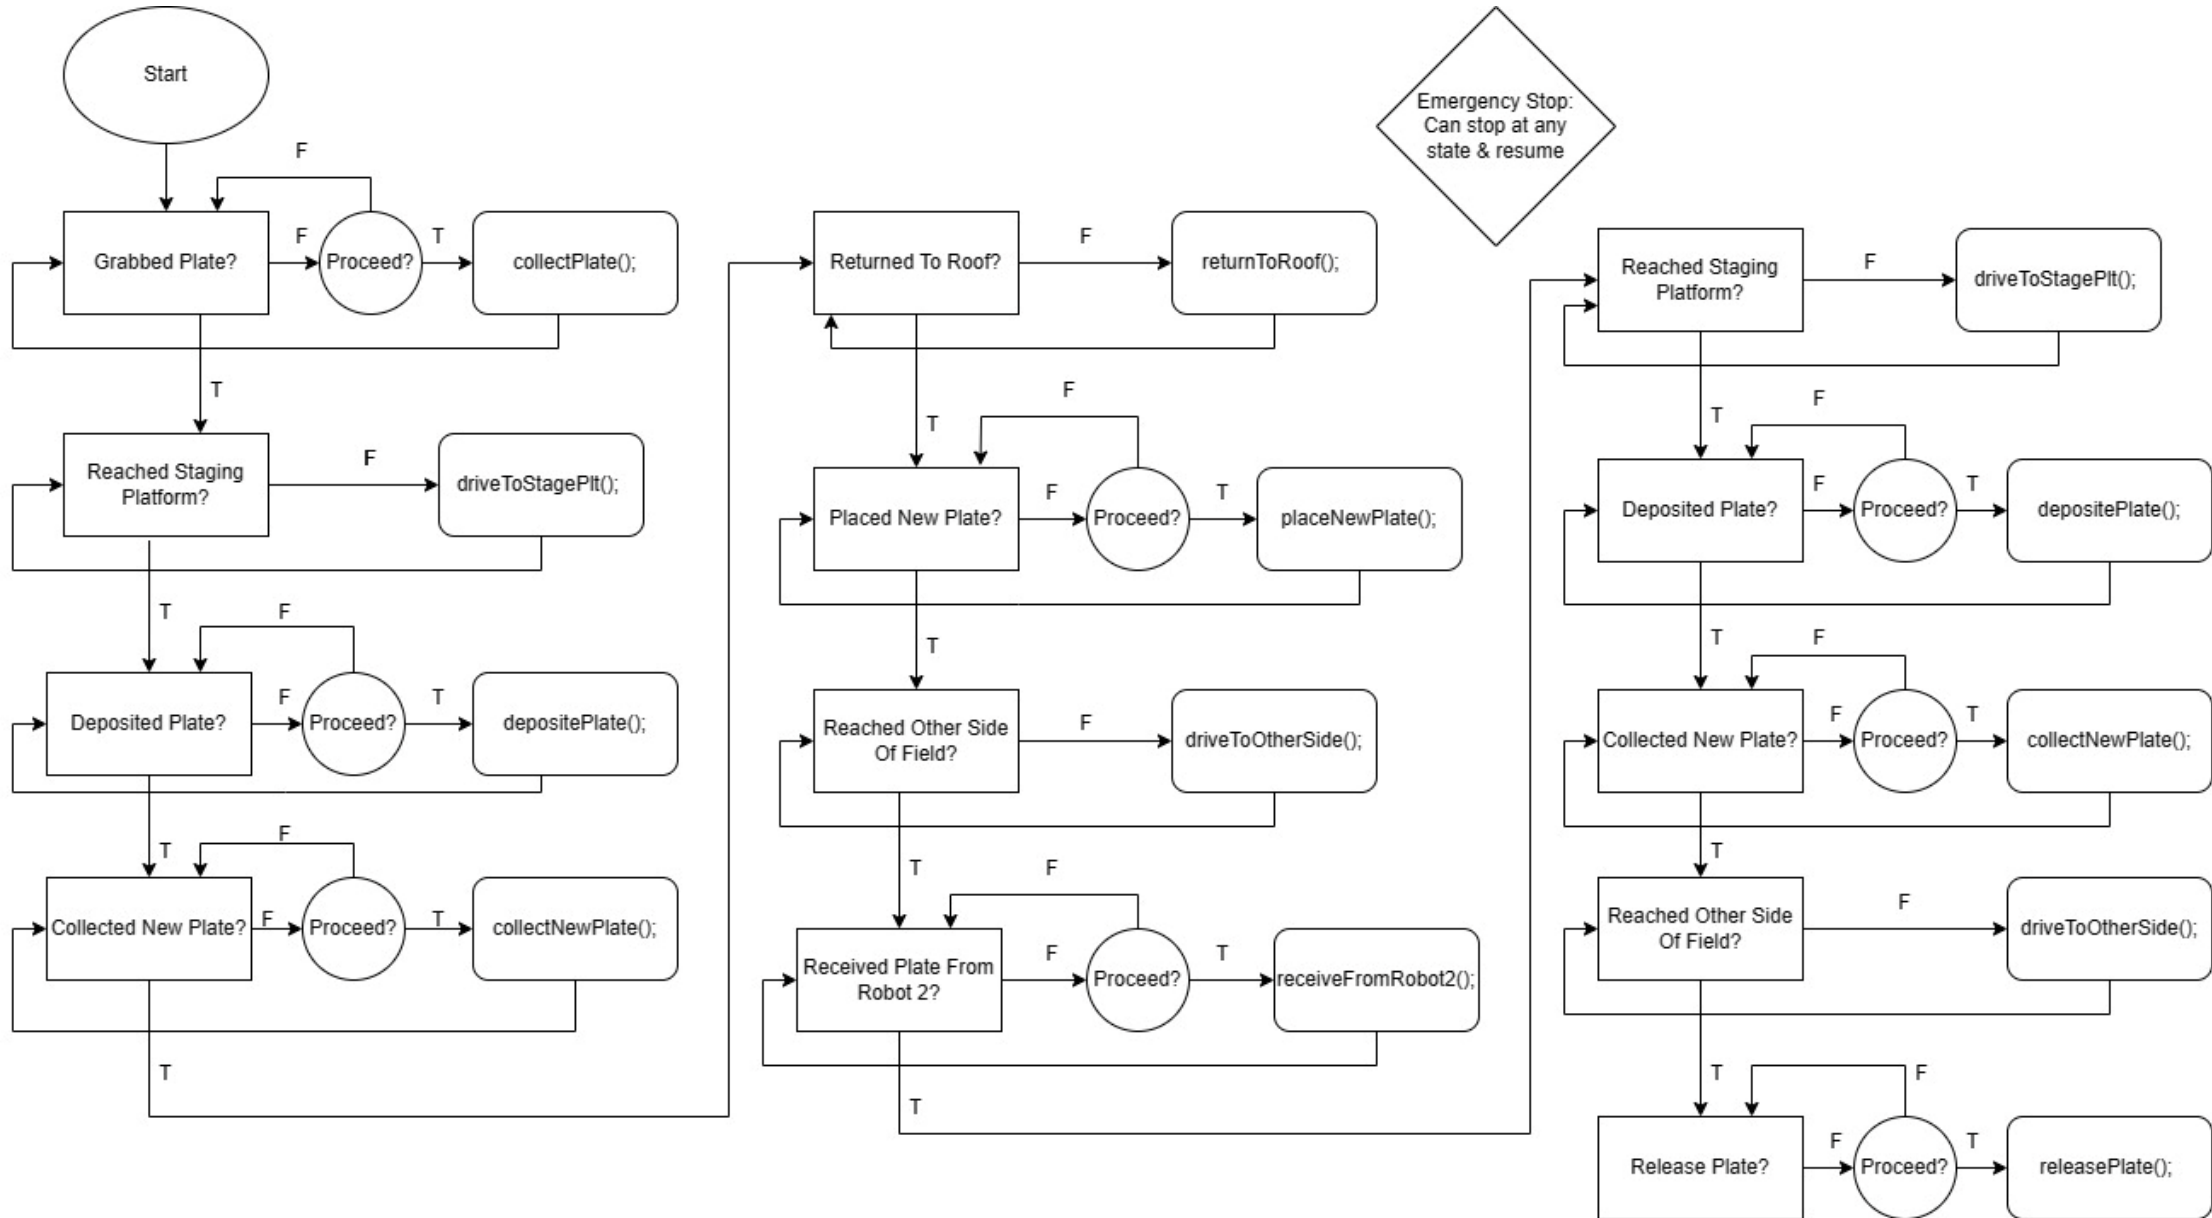 Start
F
Grabbed Plate?
F
Proceed?
T
collectPlate();
T
Reached Staging
Platform?
F
driveToStagePlt();
T
F
Deposited Plate?
F
Proceed?
T
depositePlate();
T
F
Collected New Plate?
F
Proceed?
T
collectNewPlate();
T
Returned To Roof?
F
returnToRoof();
T
F
Placed New Plate?
F
Proceed?
T
placeNewPlate();
T
Reached Other Side
Of Field?
F
driveToOtherSide();
T
F
Received Plate From
Robot 2?
F
Proceed?
T
receiveFromRobot2();
T
Emergency Stop:
Can stop at any
state & resume
Reached Staging
Platform?
F
driveToStagePlt();
T
F
Deposited Plate?
F
Proceed?
T
depositePlate();
T
F
Collected New Plate?
F
Proceed?
T
collectNewPlate();
T
Reached Other Side
Of Field?
F
driveToOtherSide();
T
F
Release Plate?
F
Proceed?
T
releasePlate();